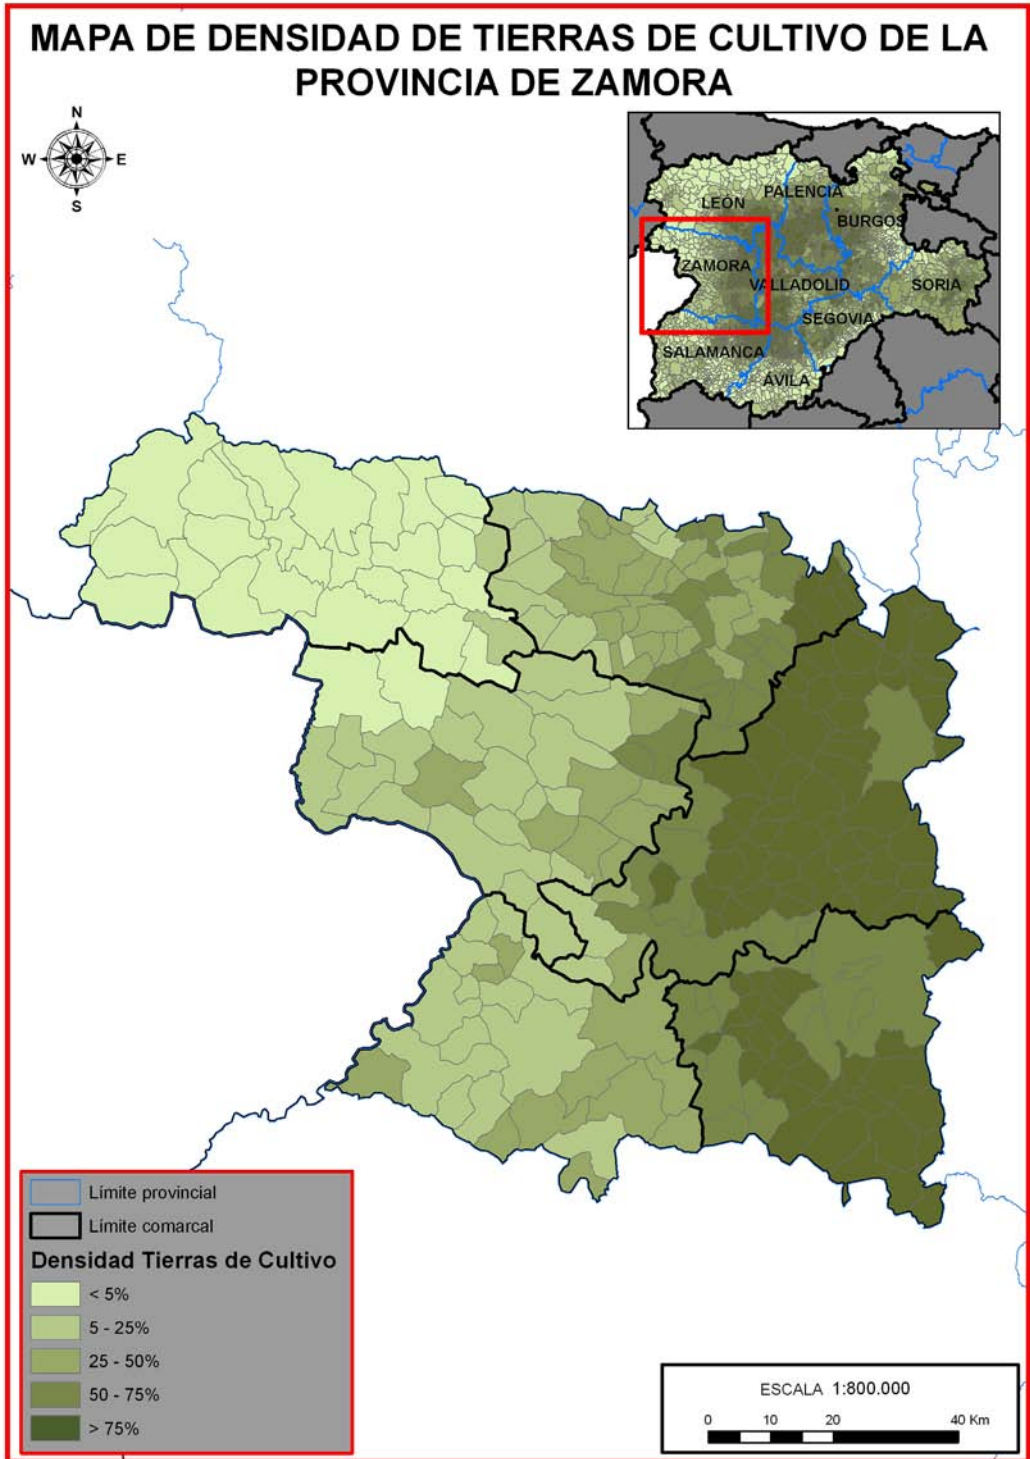 MAPA DE DENSIDAD DE TIERRAS DE CULTIVO DE LA
PROVINCIA DE ZAMORA
N
W
E
S
LEÓN
PALENCIA
BURGOS
ZAMORA
VALLADOLID
SORIA
SEGOVIA
SALAMANCA
ÁVILA
Límite provincial
Límite comarcal
Densidad Tierras de Cultivo
< 5%
5 - 25%
25 - 50%
50 - 75%
> 75%
ESCALA 1:800.000
0 10 20 40 Km